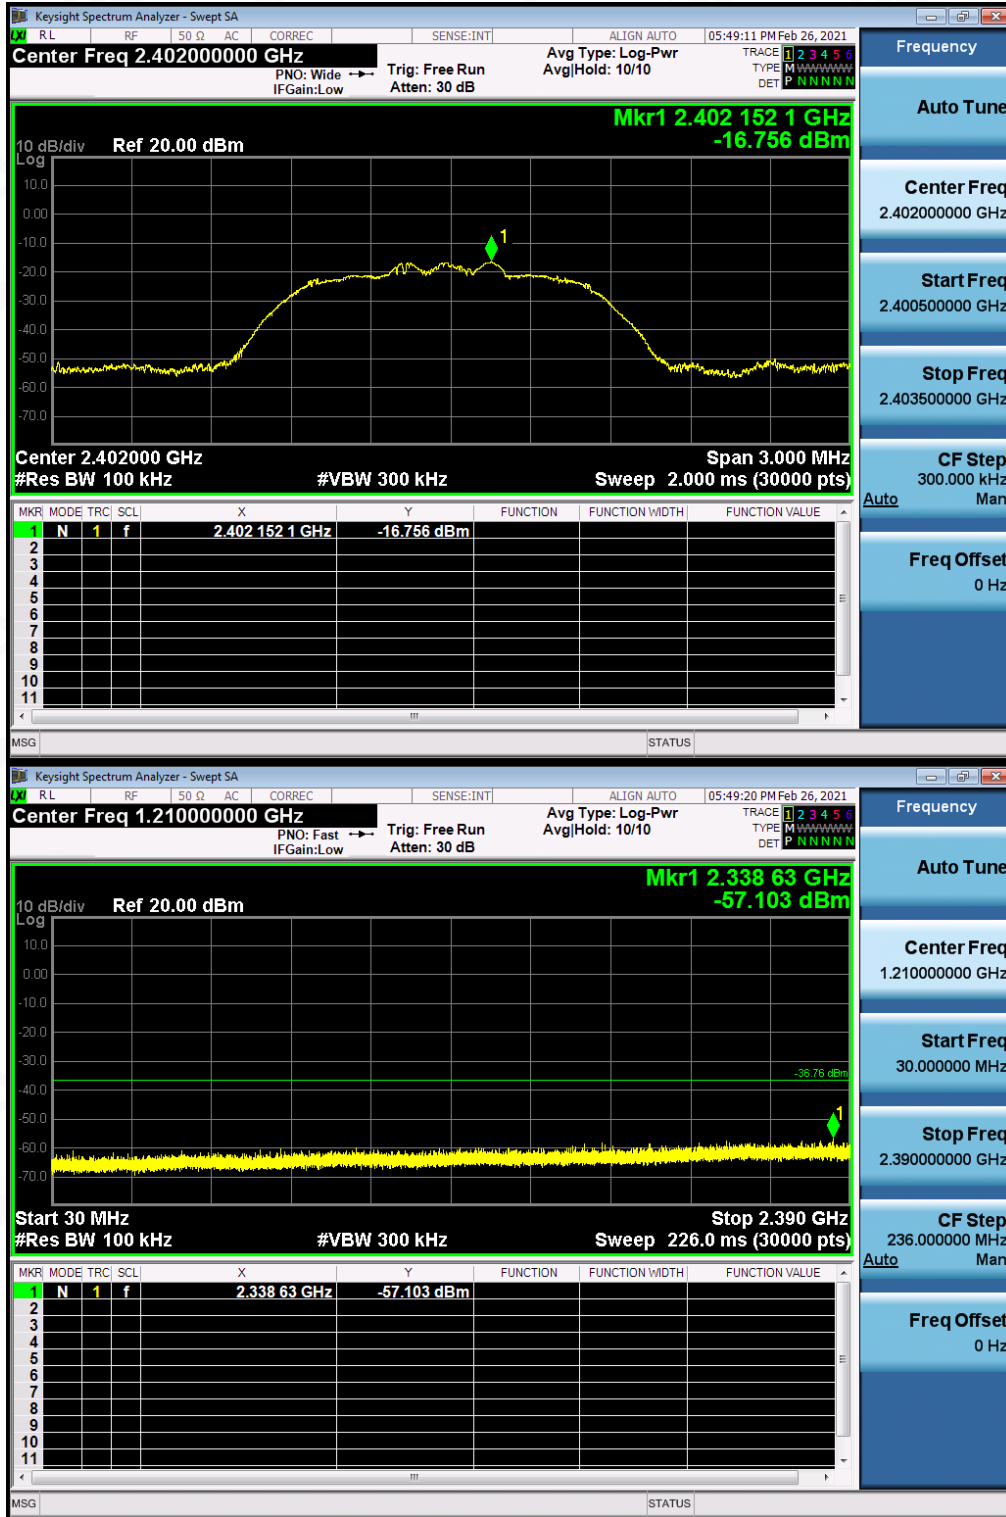 Keysight Spectrum Analyzer - Swept SA
LXI RL RF 50 Ω AC CORREC SENSE:INT ALIGN AUTO 05:49:11 PM Feb 26, 2021
Center Freq 2.402000000 GHz
PNO: Wide
IFGain:Low
Trig: Free Run
Atten: 30 dB
Avg Type: Log-Pwr
Avg|Hold: 10/10
TRACE 1 2 3 4 5 6
TYPE M WWWWW
DET P N N N N N
Mkr1 2.402 152 1 GHz
-16.756 dBm
10 dB/div
Log
Ref 20.00 dBm
10.0
0.00
-10.0
-20.0
-30.0
-40.0
-50.0
-60.0
-70.0
1
Center 2.402000 GHz
Span 3.000 MHz
#Res BW 100 kHz
#VBW 300 kHz
Sweep 2.000 ms (30000 pts)
MKR MODE TRC SCL X Y FUNCTION FUNCTION WIDTH FUNCTION VALUE
1 N 1 f 2.402 152 1 GHz -16.756 dBm
2
3
4
5
6
7
8
9
10
11
MSG
STATUS
Frequency
Auto Tune
Center Freq
2.402000000 GHz
Start Freq
2.400500000 GHz
Stop Freq
2.403500000 GHz
CF Step
300.000 kHz
Auto Man
Freq Offset
0 Hz
Keysight Spectrum Analyzer - Swept SA
LXI RL RF 50 Ω AC CORREC SENSE:INT ALIGN AUTO 05:49:20 PM Feb 26, 2021
Center Freq 1.210000000 GHz
PNO: Fast
IFGain:Low
Trig: Free Run
Atten: 30 dB
Avg Type: Log-Pwr
Avg|Hold: 10/10
TRACE 1 2 3 4 5 6
TYPE M WWWWW
DET P N N N N N
Mkr1 2.338 63 GHz
-57.103 dBm
10 dB/div
Log
Ref 20.00 dBm
10.0
0.00
-10.0
-20.0
-30.0
-40.0
-50.0
-60.0
-70.0
-36.76 dBm
1
Start 30 MHz
Stop 2.390 GHz
#Res BW 100 kHz
#VBW 300 kHz
Sweep 226.0 ms (30000 pts)
MKR MODE TRC SCL X Y FUNCTION FUNCTION WIDTH FUNCTION VALUE
1 N 1 f 2.338 63 GHz -57.103 dBm
2
3
4
5
6
7
8
9
10
11
MSG
STATUS
Frequency
Auto Tune
Center Freq
1.210000000 GHz
Start Freq
30.000000 MHz
Stop Freq
2.390000000 GHz
CF Step
236.000000 MHz
Auto Man
Freq Offset
0 Hz